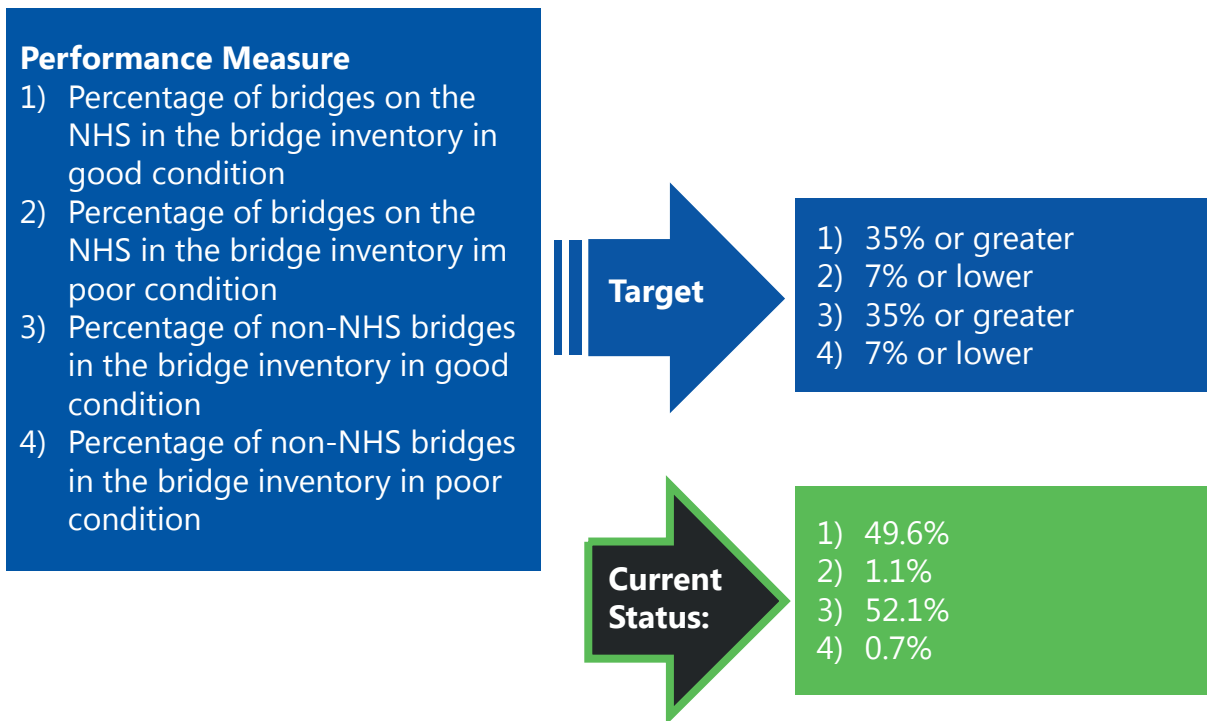 Performance Measure
1) Percentage of bridges on the
NHS in the bridge inventory in
good condition
2) Percentage of bridges on the
NHS in the bridge inventory im
poor condition
3) Percentage of non-NHS bridges
in the bridge inventory in good
condition
4) Percentage of non-NHS bridges
in the bridge inventory in poor
condition
Target
1) 35% or greater
2) 7% or lower
3) 35% or greater
4) 7% or lower
Current
Status:
1) 49.6%
2) 1.1%
3) 52.1%
4) 0.7%